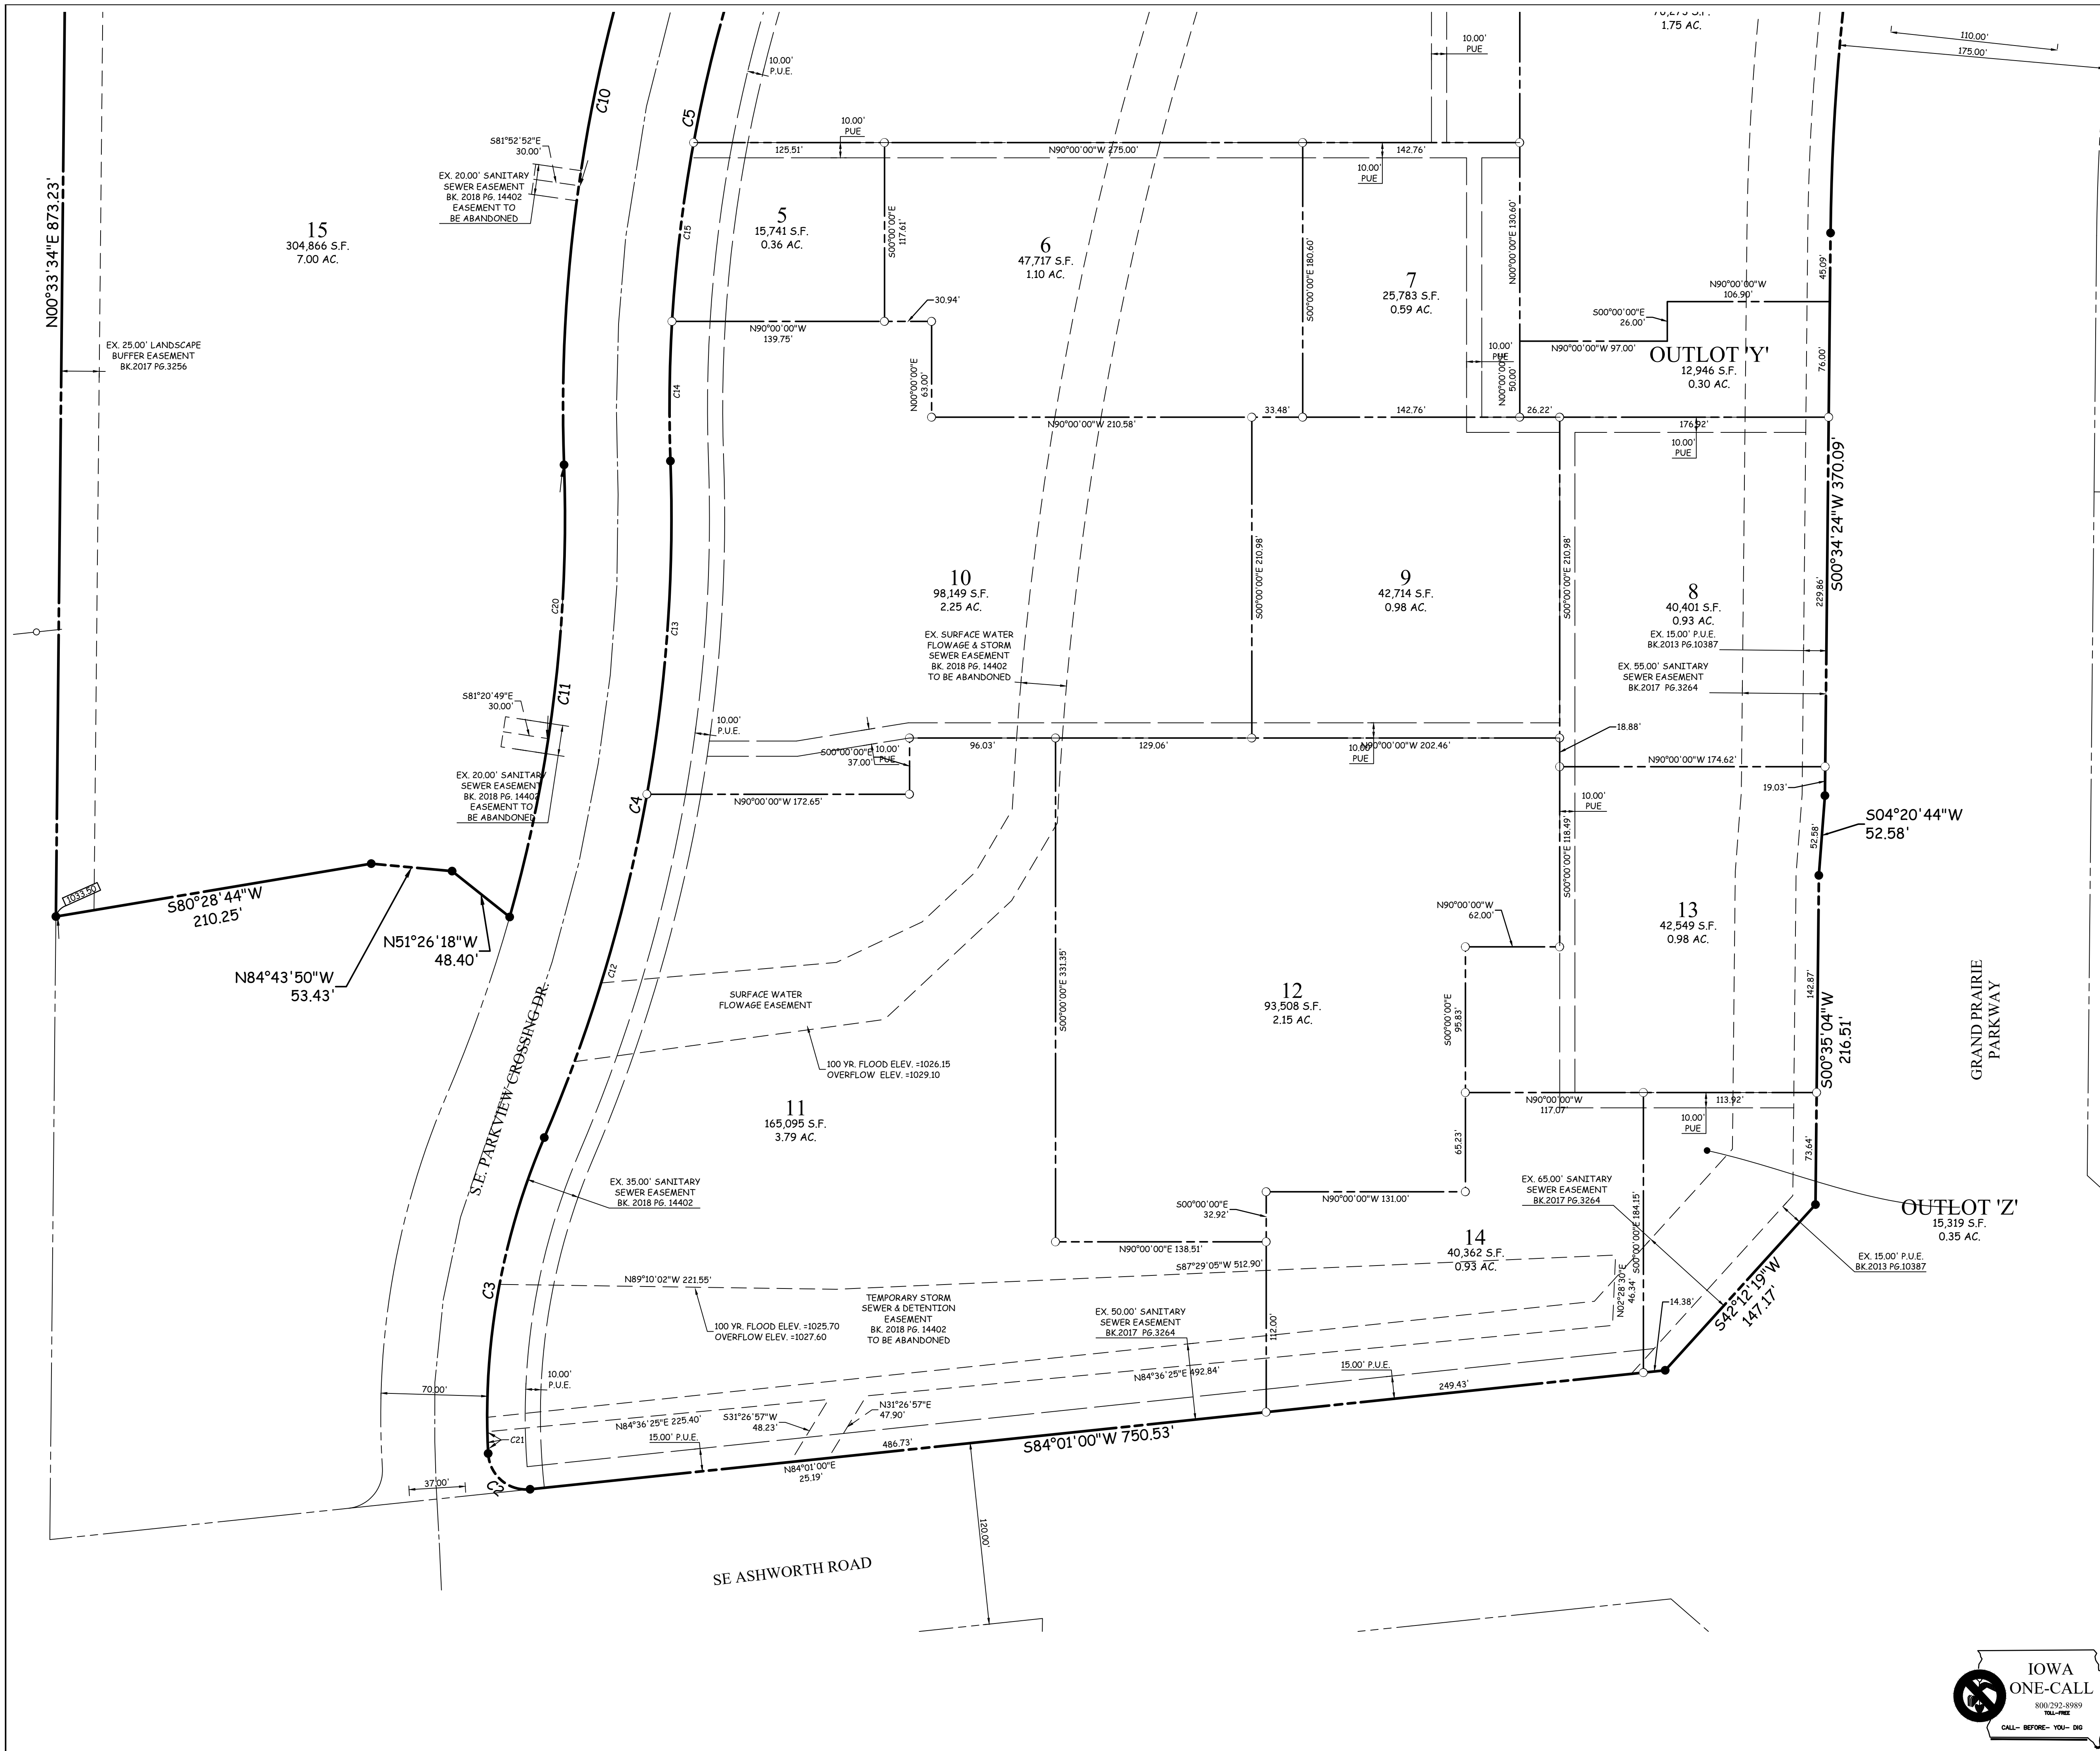 1.75 AC.
110.00'
175.00'
10.00'
PUE
10.00'
P.U.E.
C10
C5
S81°52'52"E
30.00'
EX. 20.00' SANITARY
SEWER EASEMENT
BK. 2018 PG. 14402
EASEMENT TO
BE ABANDONED
10.00'
PUE
125.51'
N90°00'00"W 275.00'
142.76'
10.00'
PUE
N00°33'34"E 873.23'
15
304,866 S.F.
7.00 AC.
C15
5
15,741 S.F.
0.36 AC.
S00°00'00"E
117.61'
6
47,717 S.F.
1.10 AC.
S00°00'00"E 180.60'
7
25,783 S.F.
0.59 AC.
N00°00'00"E 130.60'
45.09'
N90°00'00"W
106.90'
S00°00'00"E
26.00'
30.94'
N90°00'00"W
139.75'
EX. 25.00' LANDSCAPE
BUFFER EASEMENT
BK.2017 PG.3256
10.00'
PUE
N90°00'00"W 97.00'
OUTLOT 'Y'
12,946 S.F.
0.30 AC.
76.00'
N00°00'00"E
50.00'
N00°00'00"E
63.00'
C14
33.48'
142.76'
26.22'
N90°00'00"W 210.58'
176.92'
10.00'
PUE
S00°34'24"W 370.09'
S00°00'00"E 210.98'
S00°00'00"E 210.98'
10
98,149 S.F.
2.25 AC.
9
42,714 S.F.
0.98 AC.
8
40,401 S.F.
0.93 AC.
229.86'
C20
C13
EX. SURFACE WATER
FLOWAGE & STORM
SEWER EASEMENT
BK. 2018 PG. 14402
TO BE ABANDONED
EX. 15.00' P.U.E.
BK.2013 PG.10387
EX. 55.00' SANITARY
SEWER EASEMENT
BK.2017 PG.3264
C11
S81°20'49"E
30.00'
10.00'
P.U.E.
18.88'
S00°00'00"E
37.00'
10.00'
PUE
96.03'
129.06'
N90°00'00"W 202.46'
10.00'
PUE
N90°00'00"W 174.62'
EX. 20.00' SANITARY
SEWER EASEMENT
BK. 2018 PG. 14402
EASEMENT TO
BE ABANDONED
C4
N90°00'00"W 172.65'
19.03'
10.00'
PUE
S04°20'44"W
52.58'
52.58'
S00°00'00"E 118.49'
1033.50
S80°28'44"W
210.25'
N51°26'18"W
48.40'
N84°43'50"W
53.43'
N90°00'00"W
62.00'
13
42,549 S.F.
0.98 AC.
C12
SURFACE WATER
FLOWAGE EASEMENT
S00°00'00"E 331.35'
12
93,508 S.F.
2.15 AC.
S00°00'00"E
95.83'
142.87'
S00°35'04"W
216.51'
GRAND PRAIRIE
PARKWAY
S.E. PARKVIEW CROSSING DR.
100 YR. FLOOD ELEV. =1026.15
OVERFLOW ELEV. =1029.10
11
165,095 S.F.
3.79 AC.
N90°00'00"W
117.07'
113.92'
10.00'
PUE
65.23'
73.64'
EX. 35.00' SANITARY
SEWER EASEMENT
BK. 2018 PG. 14402
S00°00'00"E
32.92'
N90°00'00"W 131.00'
EX. 65.00' SANITARY
SEWER EASEMENT
BK.2017 PG.3264
S00°00'00"E 184.15'
OUTLOT 'Z'
15,319 S.F.
0.35 AC.
N90°00'00"E 138.51'
14
40,362 S.F.
0.93 AC.
EX. 15.00' P.U.E.
BK.2013 PG.10387
C3
N89°10'02"W 221.55'
S87°29'05"W 512.90'
N02°28'30"E
46.34'
TEMPORARY STORM
SEWER & DETENTION
EASEMENT
BK. 2018 PG. 14402
TO BE ABANDONED
100 YR. FLOOD ELEV. =1025.70
OVERFLOW ELEV. =1027.60
EX. 50.00' SANITARY
SEWER EASEMENT
BK.2017 PG.3264
112.00'
14.38'
S42°12'19"W
147.17'
10.00'
P.U.E.
70.00'
15.00' P.U.E.
N84°36'25"E 492.84'
249.43'
N31°26'57"E
47.90'
S31°26'57"W
48.23'
N84°36'25"E 225.40'
C21
15.00' P.U.E.
486.73'
S84°01'00"W 750.53'
N84°01'00"E
25.19'
37.00'
C2
120.00'
SE ASHWORTH ROAD
IOWA
ONE-CALL
800/292-8989
TOLL-FREE
CALL- BEFORE- YOU- DIG